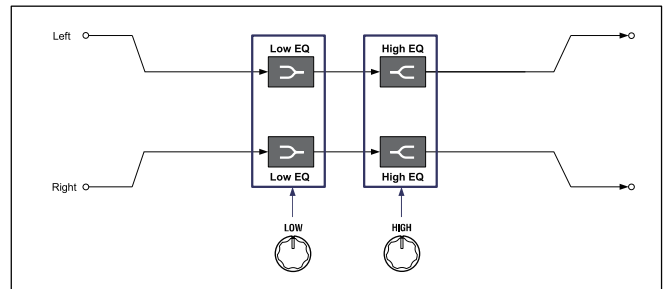 Left
Low EQ
High EQ
Right
Low EQ
High EQ
LOW
HIGH